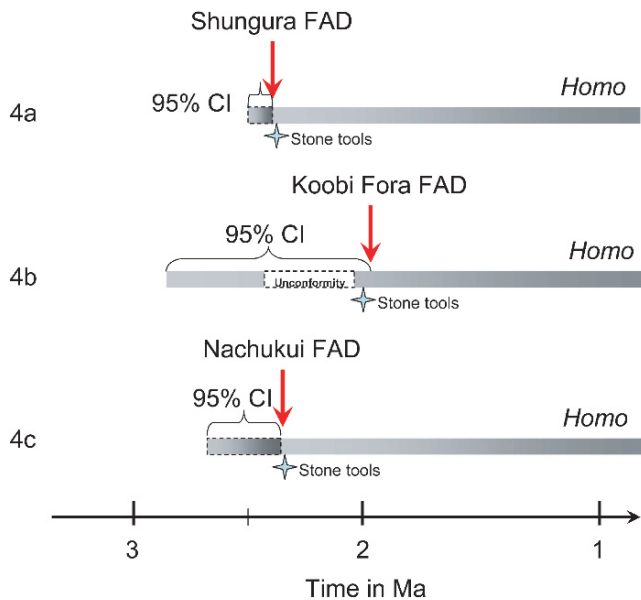 Shungura FAD
95% CI
Homo
4a
Stone tools
Koobi Fora FAD
95% CI
Homo
4b
Unconformity
Stone tools
Nachukui FAD
95% CI
Homo
4c
Stone tools
3
2
1
Time in Ma